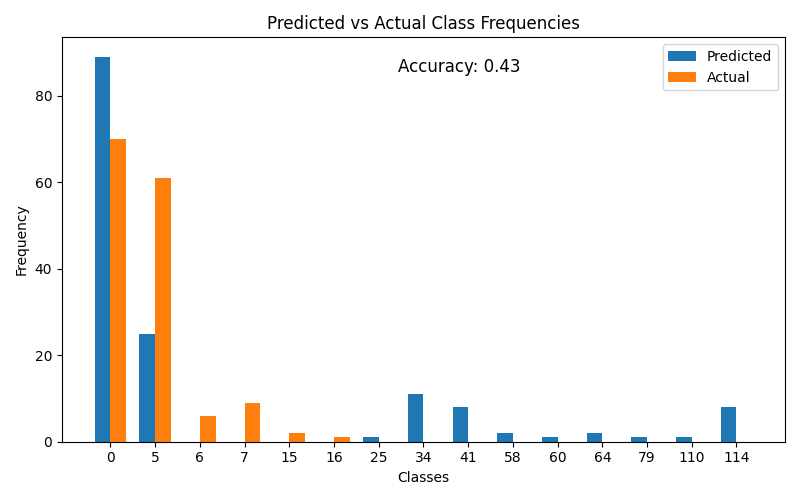 Predicted vs Actual Class Frequencies
Accuracy: 0.43
Predicted
Actual
Frequency
80
60
40
20
0
0 5 6 7 15 16 25 34 41 58 60 64 79 110 114
Classes